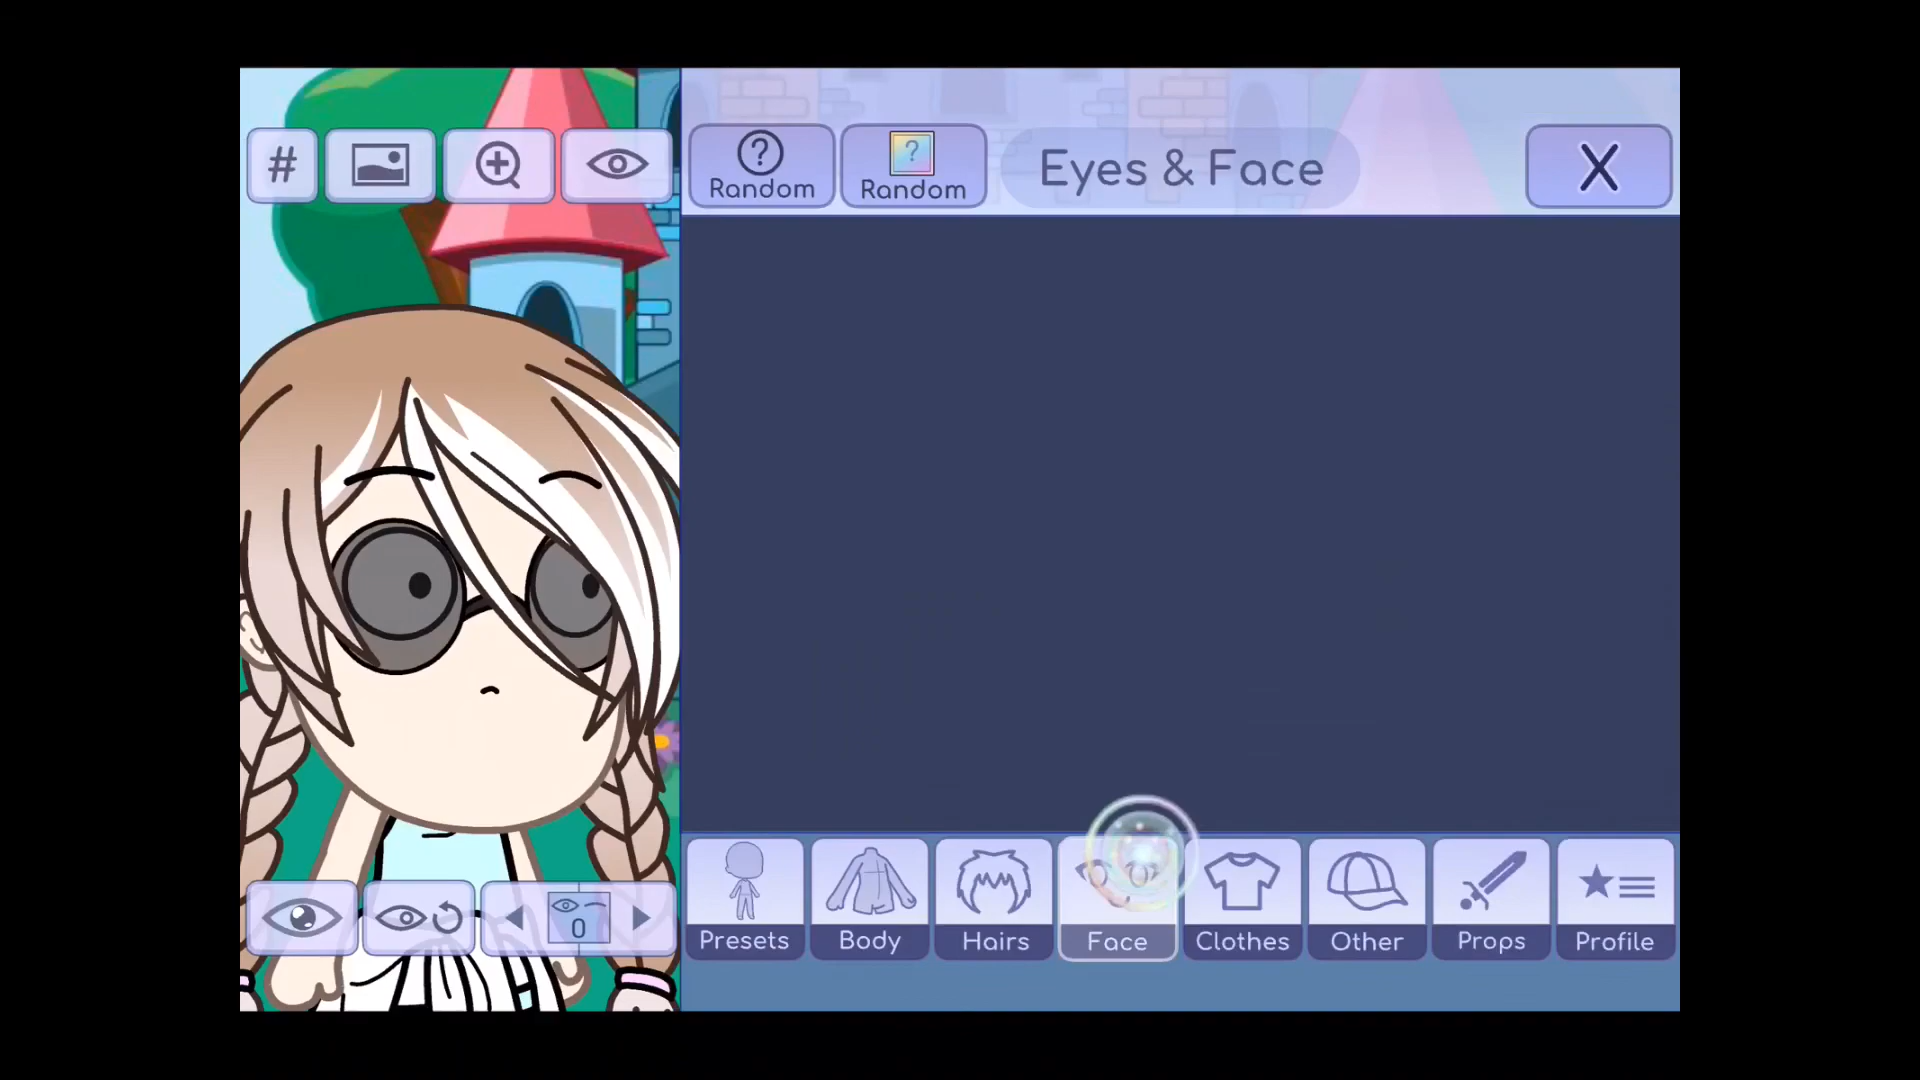 #
? Random
? Random
Eyes & Face
X
0
Presets
Body
Hairs
Face
Clothes
Other
Props
Profile